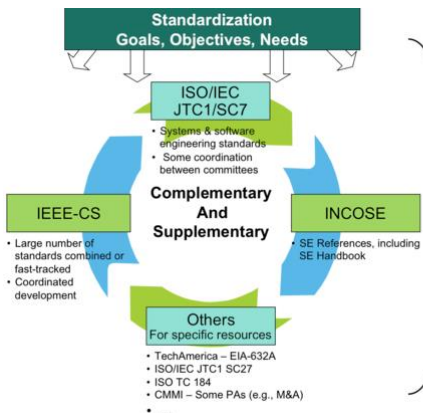 Standardization
Goals, Objectives, Needs
ISO/IEC
JTC1/SC7
• Systems & software
engineering standards
• Some coordination
between committees
Complementary
And
Supplementary
IEEE-CS
• Large number of
standards combined or
fast-tracked
• Coordinated
development
INCOSE
• SE References, including
SE Handbook
Others
For specific resources
• TechAmerica – EIA-632A
• ISO/IEC JTC1 SC27
• ISO TC 184
• CMMI – Some PAs (e.g., M&A)
• .....